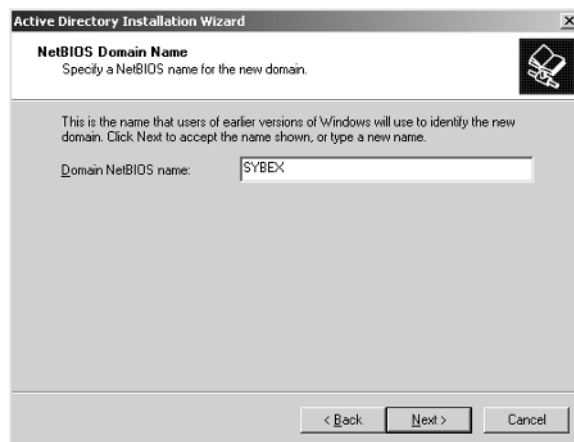 Active Directory Installation Wizard
NetBIOS Domain Name
Specify a NetBIOS name for the new domain.
This is the name that users of earlier versions of Windows will use to identify the new
domain. Click Next to accept the name shown, or type a new name.
Domain NetBIOS name:
SYBEX
< Back
Next >
Cancel